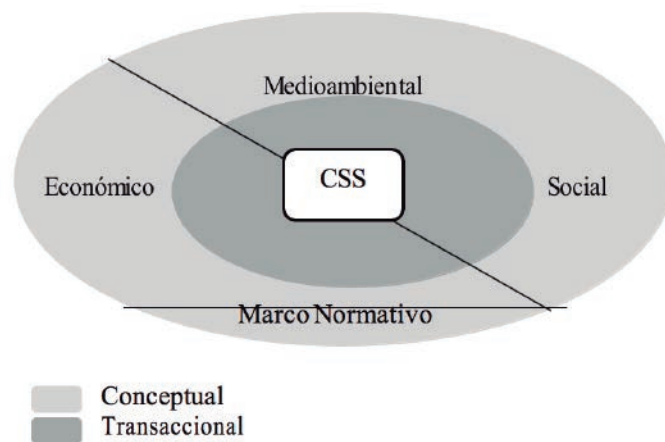 Medioambiental
CSS
Económico
Social
Marco Normativo
Conceptual
Transaccional